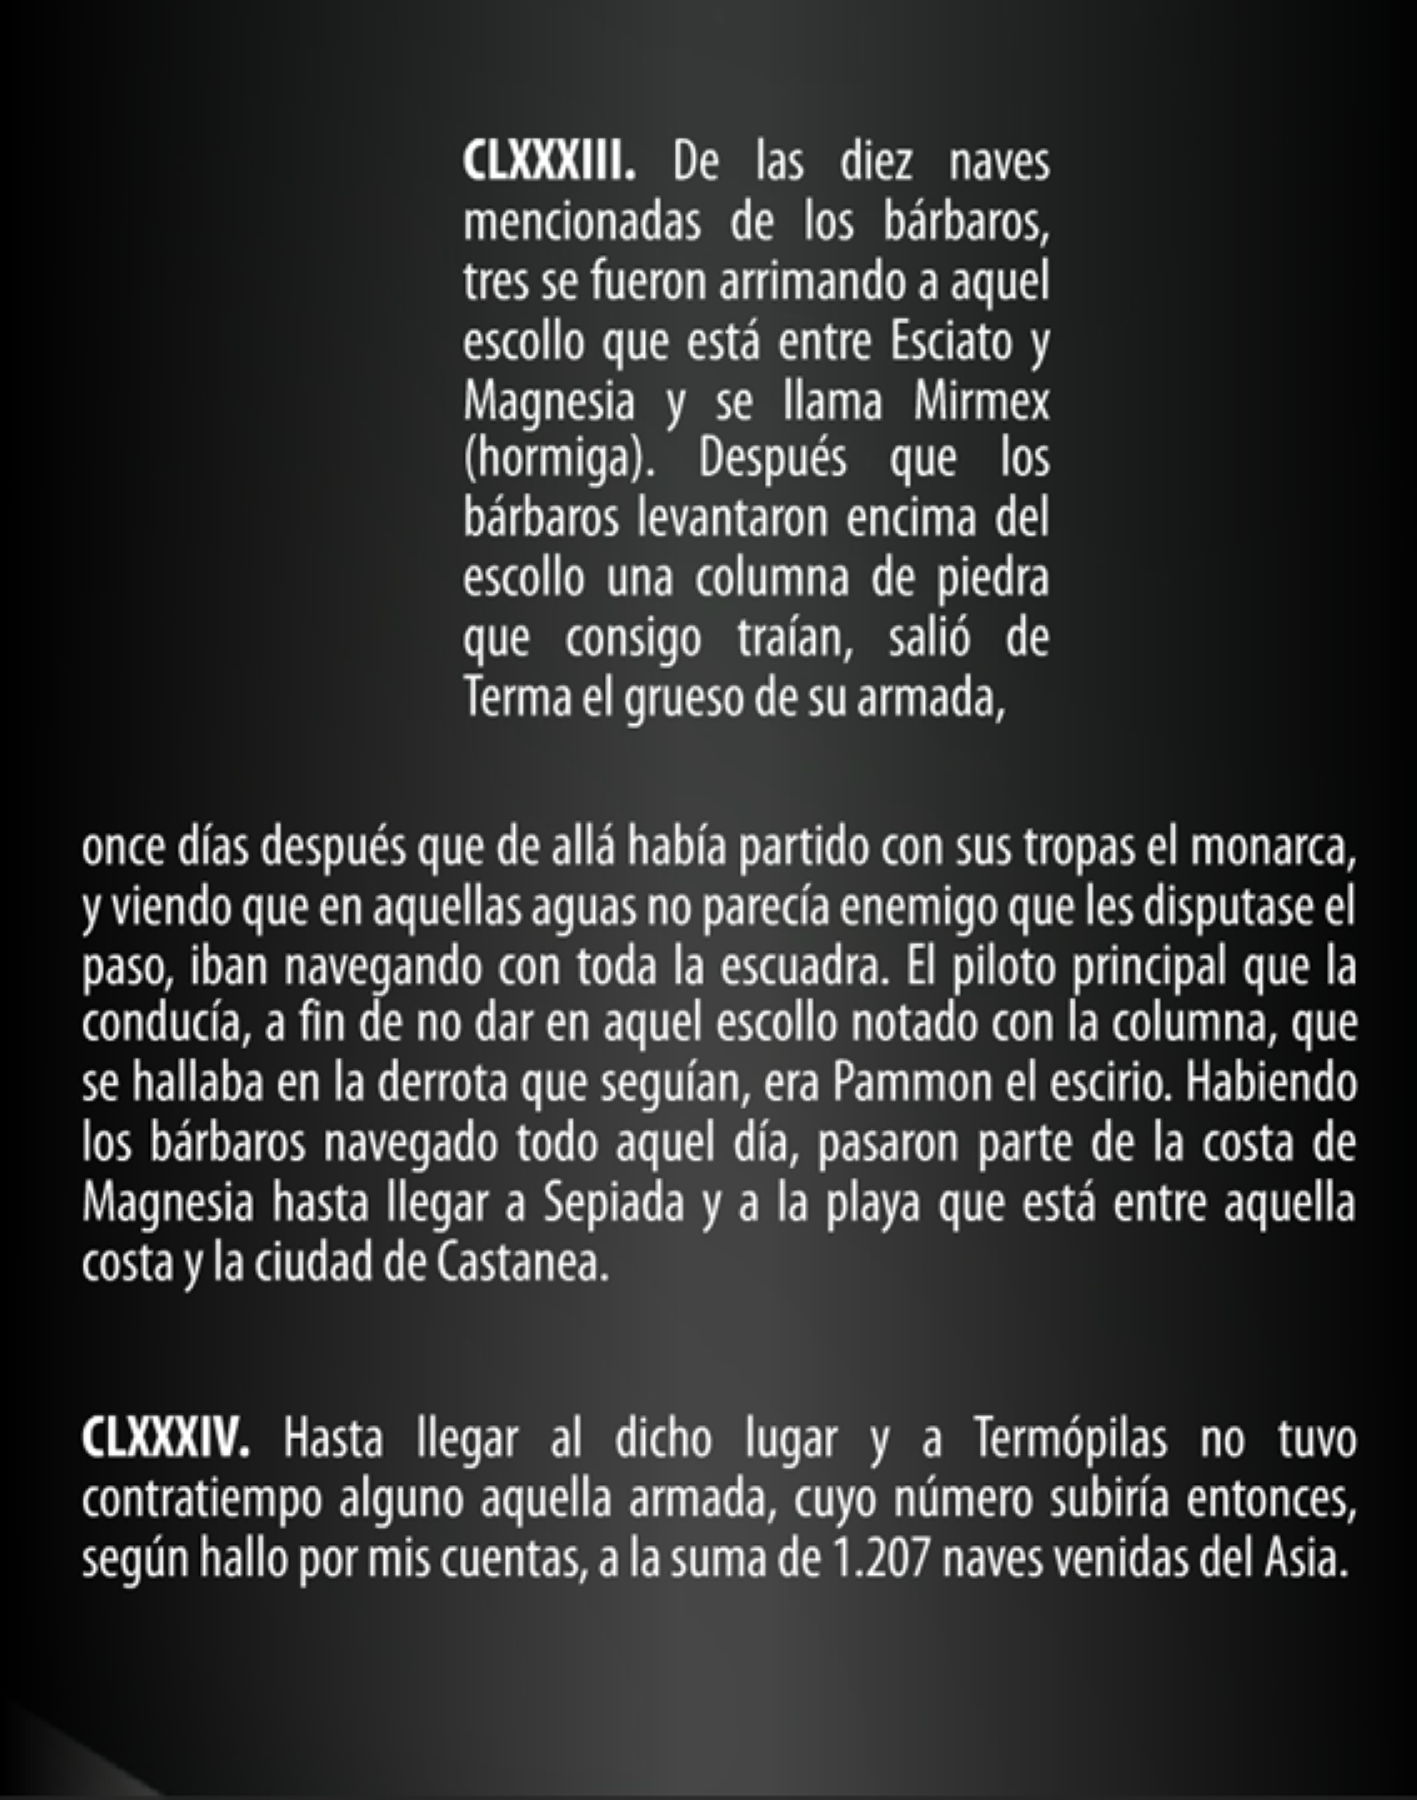 CLXXXIII. De las diez naves
mencionadas de los bárbaros,
tres se fueron arrimando a aquel
escollo que está entre Esciato y
Magnesia y se llama Mirmex
(hormiga). Después que los
bárbaros levantaron encima del
escollo una columna de piedra
que consigo traían, salió de
Terma el grueso de su armada,
once días después que de allá había partido con sus tropas el monarca,
y viendo que en aquellas aguas no parecía enemigo que les disputase el
paso, iban navegando con toda la escuadra. El piloto principal que la
conducía, a fin de no dar en aquel escollo notado con la columna, que
se hallaba en la derrota que seguían, era Pammon el escirio. Habiendo
los bárbaros navegado todo aquel día, pasaron parte de la costa de
Magnesia hasta llegar a Sepiada y a la playa que está entre aquella
costa y la ciudad de Castanea.
CLXXXIV. Hasta llegar al dicho lugar y a Termópilas no tuvo
contratiempo alguno aquella armada, cuyo número subiría entonces,
según hallo por mis cuentas, a la suma de 1.207 naves venidas del Asia.